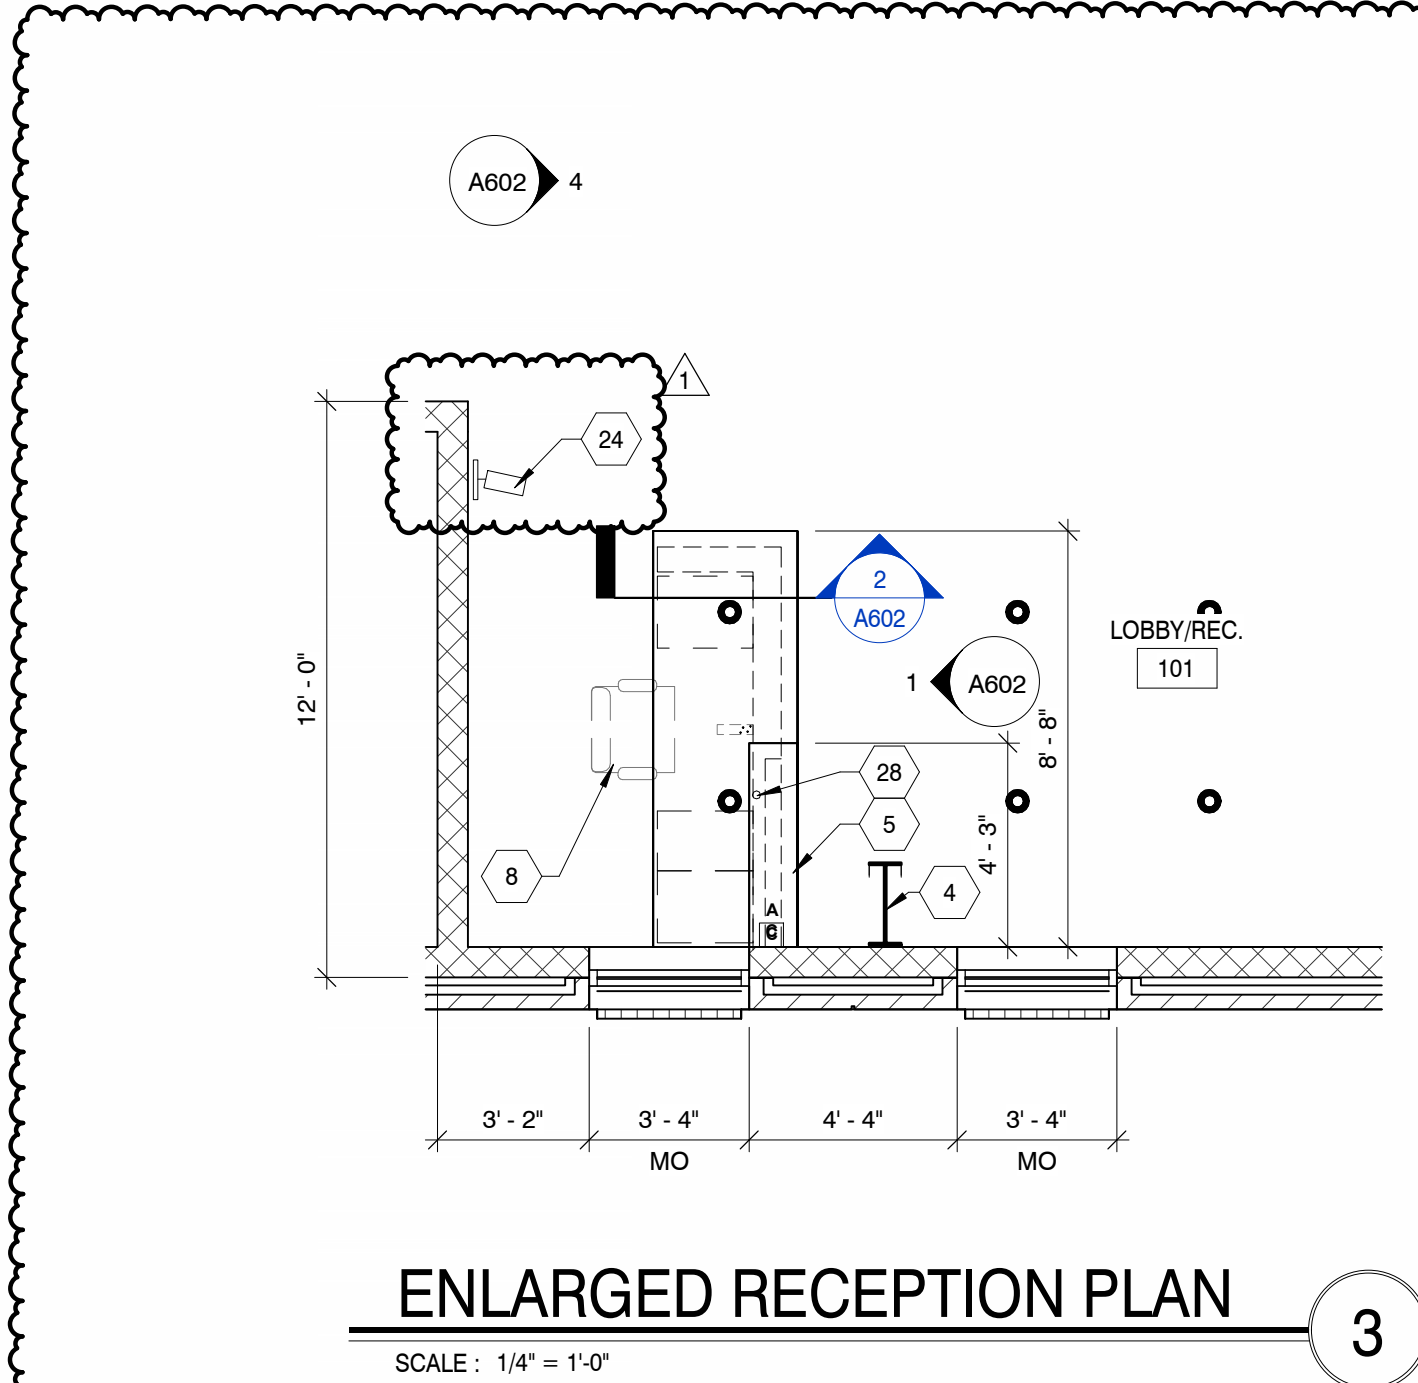 A602 4
1
24
2
A602
LOBBY/REC.
101
1 A602
12' - 0"
8' - 8"
28
5
4' - 3"
8
4
A
C
3' - 2"
3' - 4"
4' - 4"
3' - 4"
MO
MO
ENLARGED RECEPTION PLAN
3
SCALE : 1/4" = 1'-0"